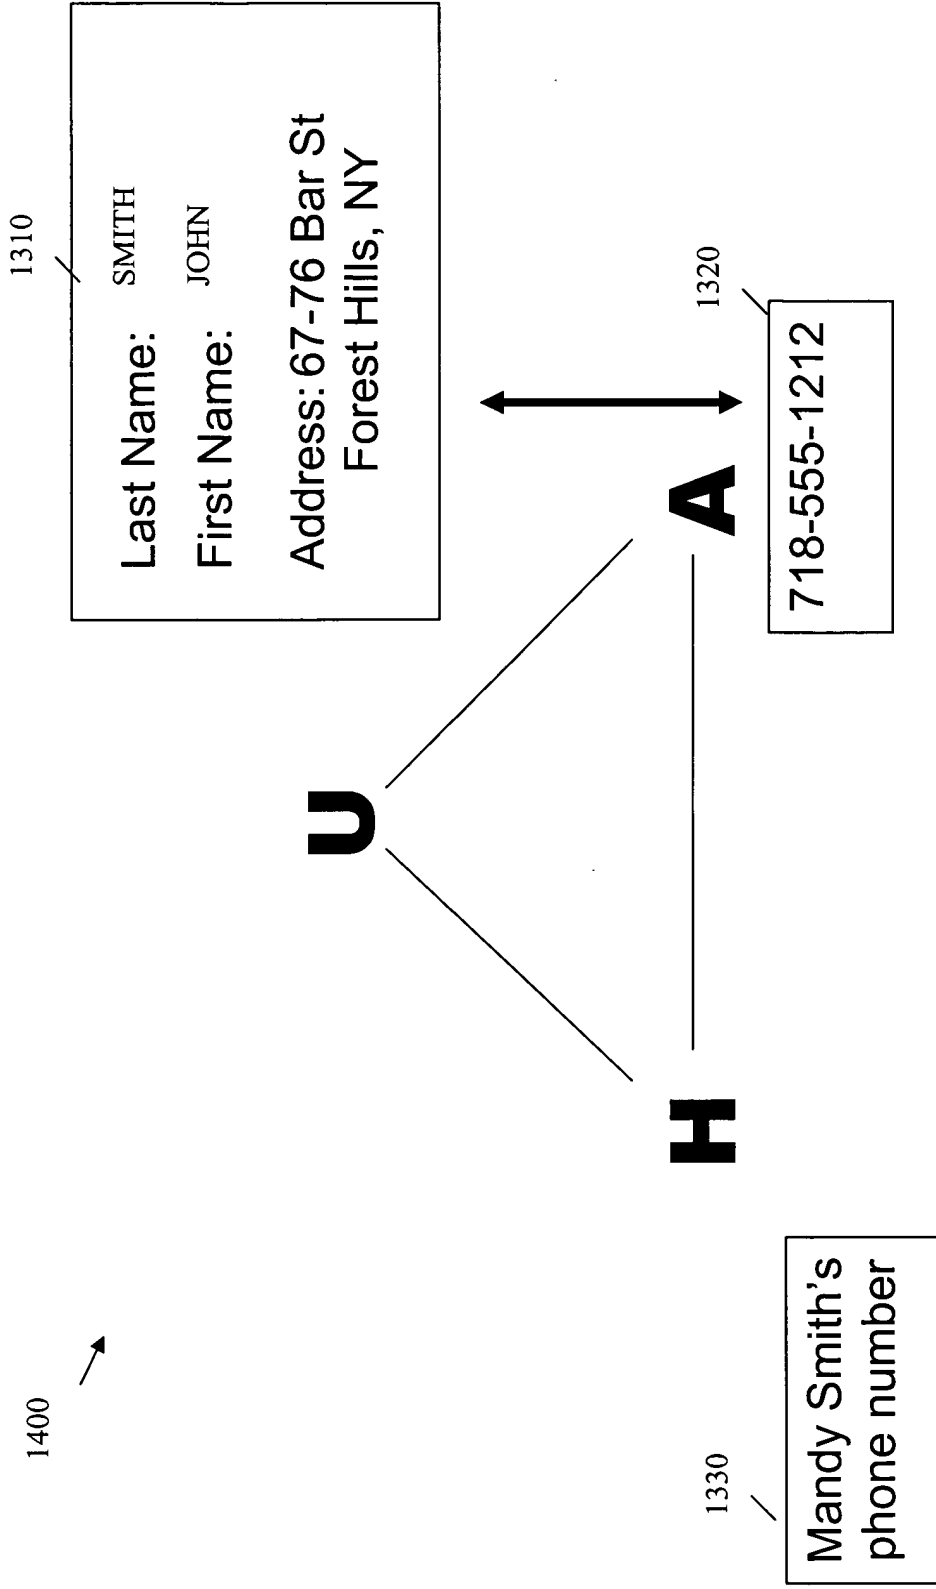 1400
1310
Last Name: SMITH
First Name: JOHN
Address: 67-76 Bar St
Forest Hills, NY
U
H
A
1320
718-555-1212
1330
Mandy Smith's
phone number